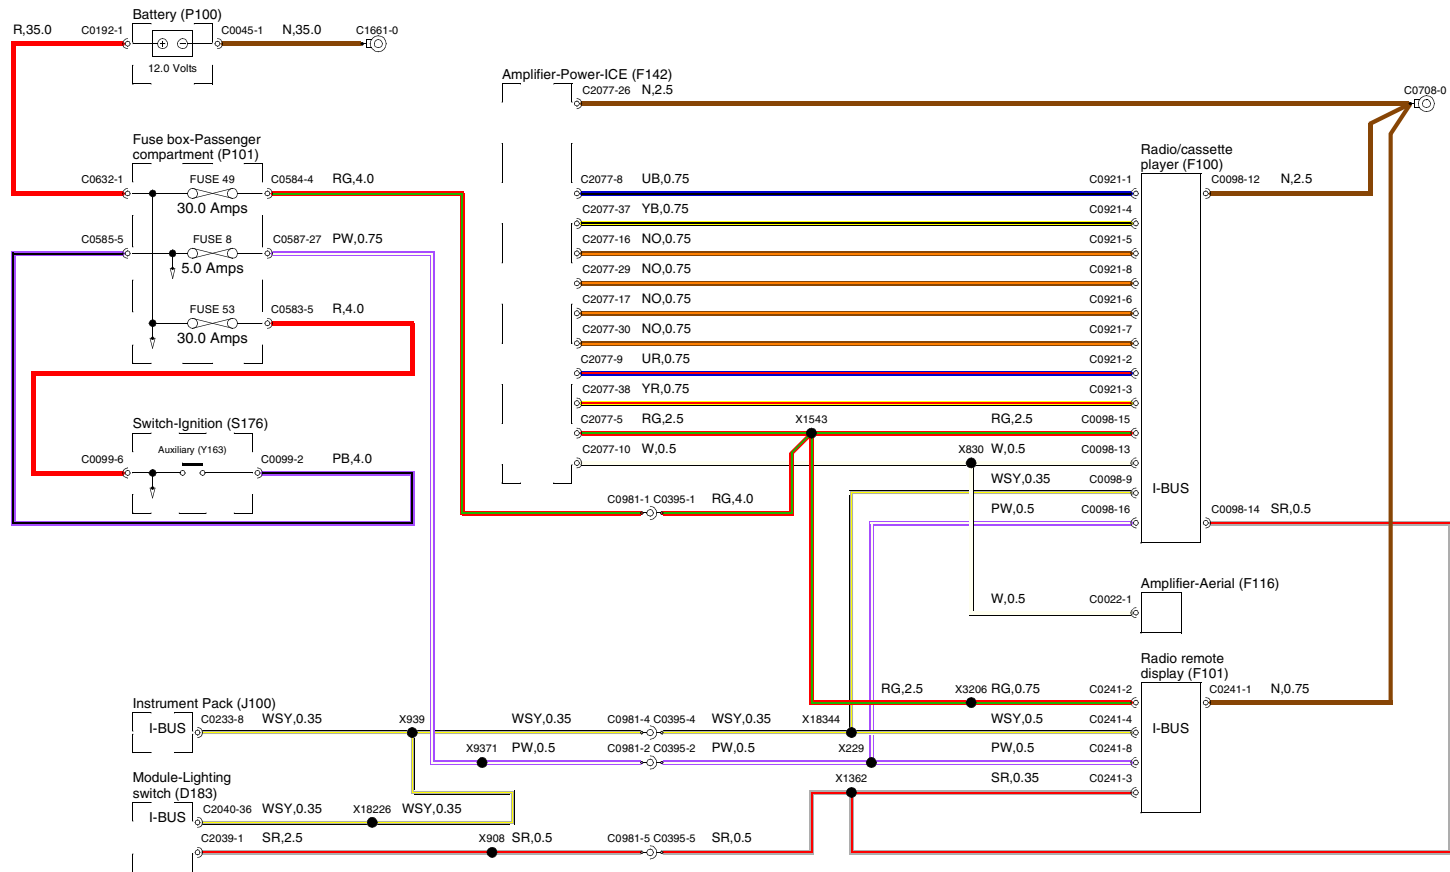 Battery (P100)
R,35.0
C0192-1
C0045-1
N,35.0
C1661-0
12.0 Volts
Amplifier-Power-ICE (F142)
C2077-26
N,2.5
C0708-0
Fuse box-Passenger
compartment (P101)
C0632-1
FUSE 49
30.0 Amps
C0584-4
RG,4.0
C0585-5
FUSE 8
5.0 Amps
C0587-27
PW,0.75
FUSE 53
30.0 Amps
C0583-5
R,4.0
Radio/cassette
player (F100)
C0098-12
N,2.5
C2077-8
UB,0.75
C0921-1
C2077-37
YB,0.75
C0921-4
C2077-16
NO,0.75
C0921-5
C2077-29
NO,0.75
C0921-8
C2077-17
NO,0.75
C0921-6
C2077-30
NO,0.75
C0921-7
C2077-9
UR,0.75
C0921-2
C2077-38
YR,0.75
C0921-3
C2077-5
RG,2.5
X1543
RG,2.5
C0098-15
C2077-10
W,0.5
X830
W,0.5
C0098-13
WSY,0.35
C0098-9
I-BUS
PW,0.5
C0098-16
C0098-14
SR,0.5
Switch-Ignition (S176)
Auxiliary (Y163)
C0099-6
C0099-2
PB,4.0
C0981-1
C0395-1
RG,4.0
Amplifier-Aerial (F116)
W,0.5
C0022-1
Radio remote
display (F101)
RG,2.5
X3206
RG,0.75
C0241-2
C0241-1
N,0.75
Instrument Pack (J100)
I-BUS
C0233-8
WSY,0.35
X939
WSY,0.35
C0981-4
C0395-4
WSY,0.35
X18344
WSY,0.5
C0241-4
I-BUS
X9371
PW,0.5
C0981-2
C0395-2
PW,0.5
X229
PW,0.5
C0241-8
Module-Lighting
switch (D183)
X1362
SR,0.35
C0241-3
I-BUS
C2040-36
WSY,0.35
X18226
WSY,0.35
C2039-1
SR,2.5
X908
SR,0.5
C0981-5
C0395-5
SR,0.5